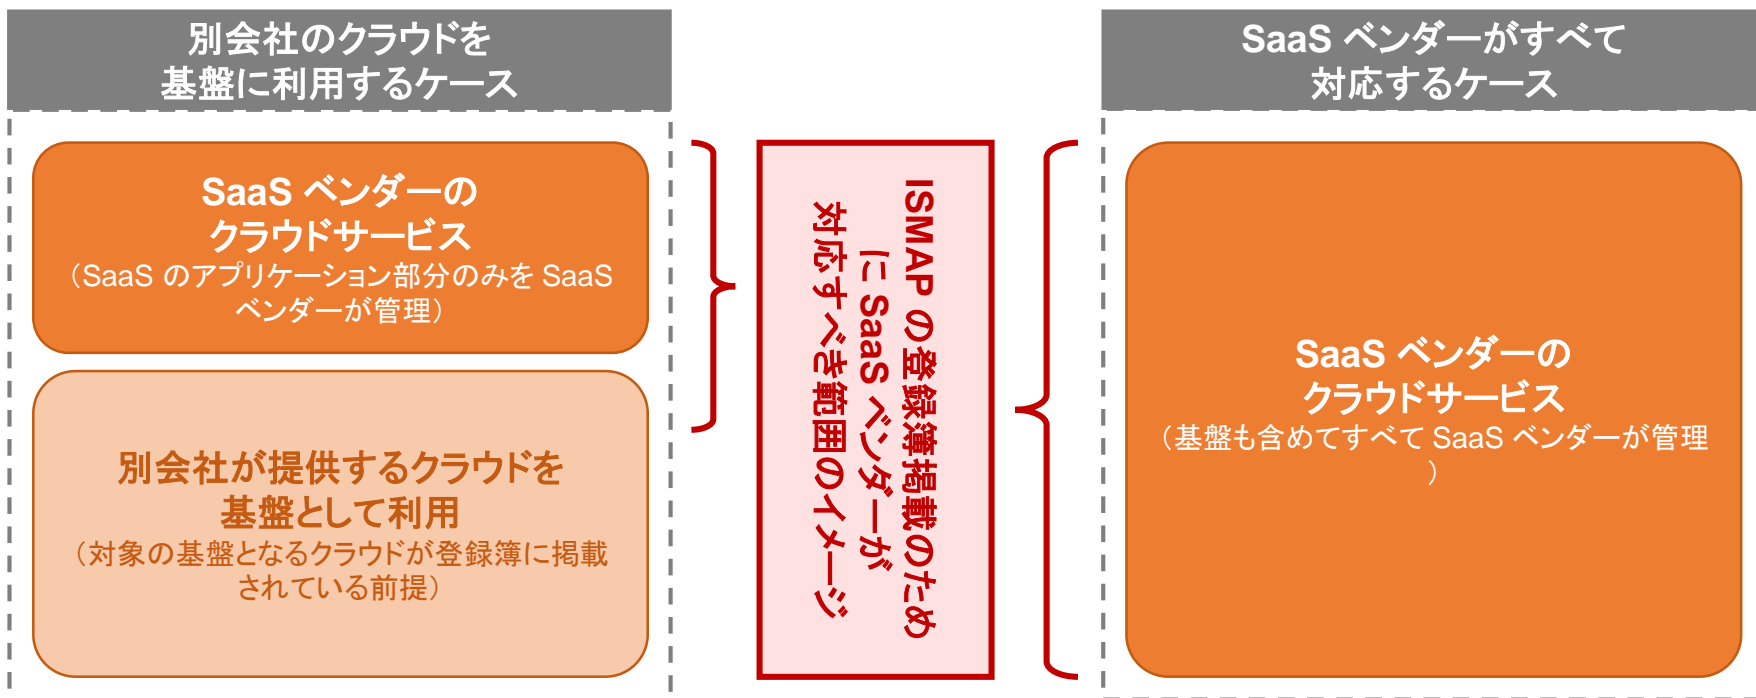 別会社のクラウドを
基盤に利用するケース
SaaS ベンダーの
クラウドサービス
（SaaS のアプリケーション部分のみを SaaS
ベンダーが管理）
別会社が提供するクラウドを
基盤として利用
（対象の基盤となるクラウドが登録簿に掲載
されている前提）
ISMAP の登録簿掲載のため
に SaaS ベンダーが
対応すべき範囲のイメージ
SaaS ベンダーがすべて
対応するケース
SaaS ベンダーの
クラウドサービス
（基盤も含めてすべて SaaS ベンダーが管理
）